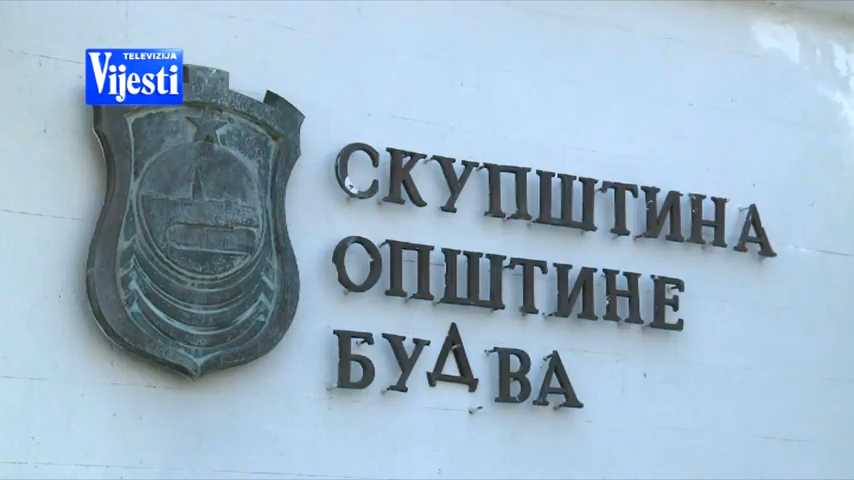 TELEVIZIJA
Vijesti
СКУПШТИНА
ОПШТИНЕ
БУДВА